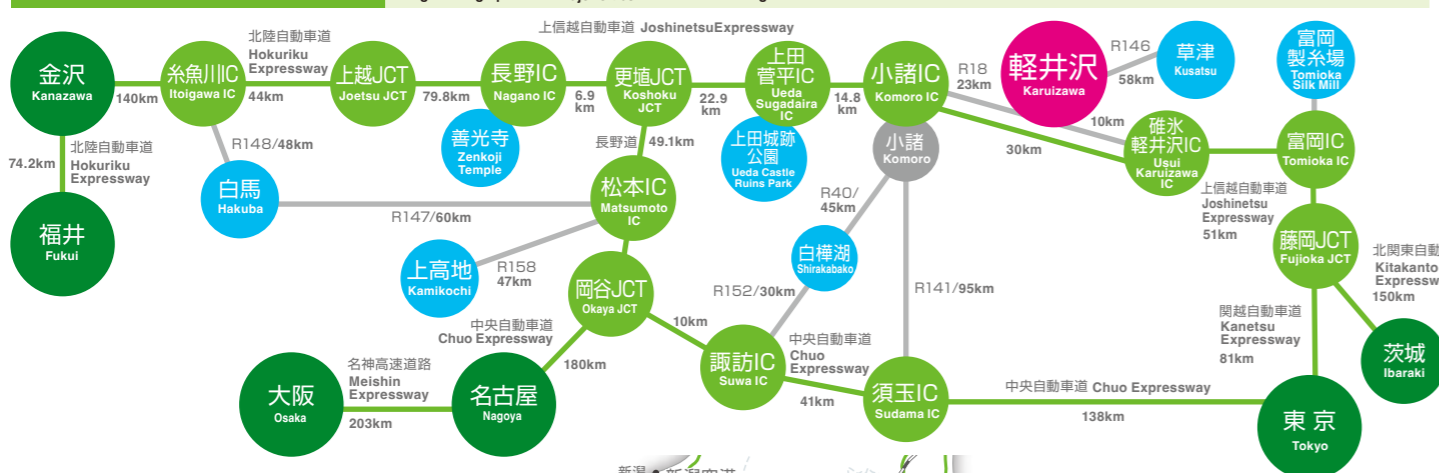 上信越自動車道 JoshinetsuExpressway
北陸自動車道
Hokuriku
Expressway
金沢
Kanazawa
140km
糸魚川IC
Itoigawa IC
44km
上越JCT
Joetsu JCT
79.8km
長野IC
Nagano IC
6.9
km
更埴JCT
Koshoku
JCT
22.9
km
上田
菅平IC
Ueda
Sugadaira
IC
14.8
km
小諸IC
Komoro IC
R18
23km
軽井沢
Karuizawa
R146
58km
草津
Kusatsu
富岡
製糸場
Tomioka
Silk Mill
74.2km
北陸自動車道
Hokuriku
Expressway
R148/48km
善光寺
Zenkoji
Temple
長野道
49.1km
上田城跡
公園
Ueda Castle
Ruins Park
小諸
Komoro
10km
30km
碓氷
軽井沢IC
Usui
Karuizawa
IC
富岡IC
Tomioka IC
福井
Fukui
白馬
Hakuba
R147/60km
松本IC
Matsumoto
IC
R40/
45km
上信越自動車道
Joshinetsu
Expressway
51km
藤岡JCT
Fujioka JCT
北関東自動
Kitakanto
Expressw
150km
上高地
Kamikochi
R158
47km
岡谷JCT
Okaya JCT
白樺湖
Shirakabako
R152/30km
R141/95km
関越自動車道
Kanetsu
Expressway
81km
茨城
Ibaraki
大阪
Osaka
名神高速道路
Meishin
Expressway
203km
名古屋
Nagoya
中央自動車道
Chuo Expressway
180km
10km
諏訪IC
Suwa IC
中央自動車道
Chuo
Expressway
41km
須玉IC
Sudama IC
中央自動車道 Chuo Expressway
138km
東京
Tokyo